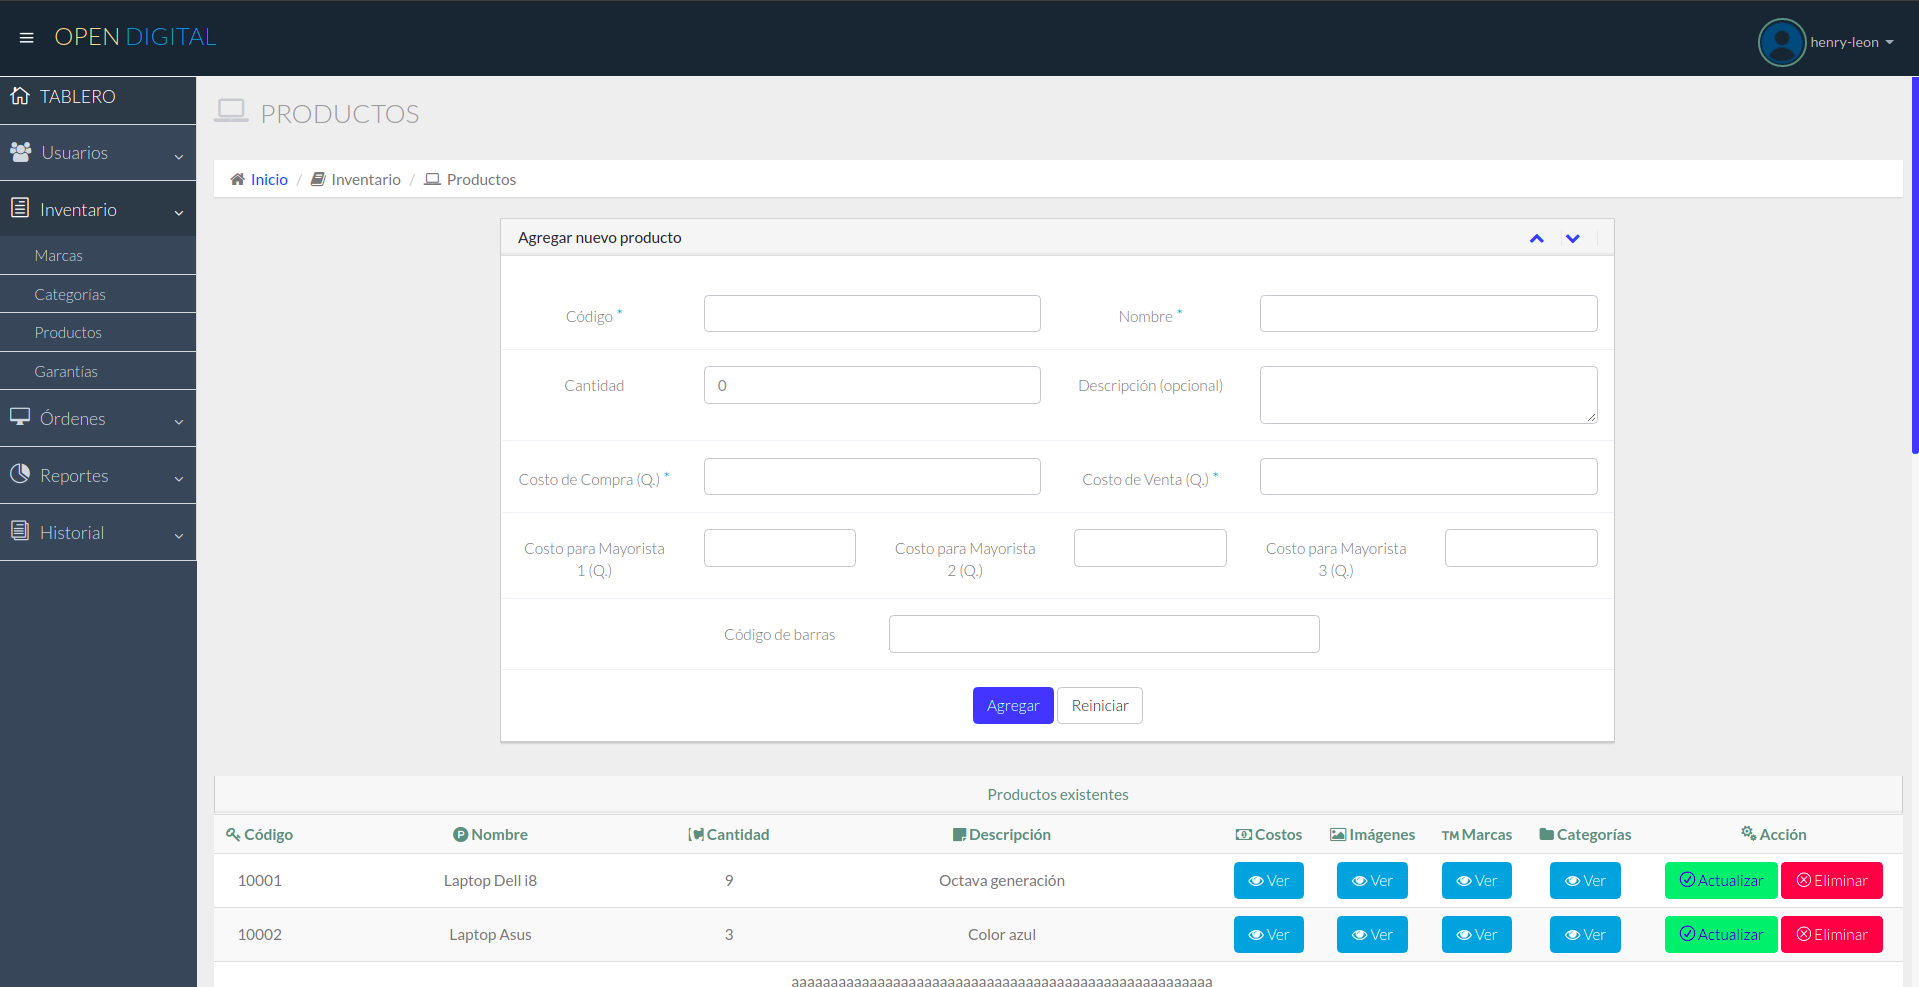 OPEN DIGITAL
henry-leon
TABLERO
Usuarios
Inventario
Marcas
Categorías
Productos
Garantías
Órdenes
Reportes
Historial
PRODUCTOS
Inicio / Inventario / Productos
Agregar nuevo producto
Código *
Nombre *
Cantidad 0
Descripción (opcional)
Costo de Compra (Q.) *
Costo de Venta (Q.) *
Costo para Mayorista
1 (Q.)
Costo para Mayorista
2 (Q.)
Costo para Mayorista
3 (Q.)
Código de barras
Agregar Reiniciar
Productos existentes
Código Nombre Cantidad Descripción Costos Imágenes TM Marcas Categorías Acción
10001 Laptop Dell i8 9 Octava generación Ver Ver Ver Ver Actualizar Eliminar
10002 Laptop Asus 3 Color azul Ver Ver Ver Ver Actualizar Eliminar